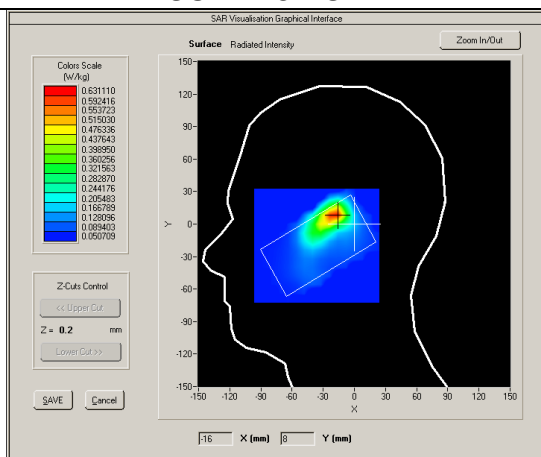 SAR Visualisation Graphical Interface
Surface Radiated Intensity
Zoom In/Out
Colors Scale
(W/kg)
0.631110
0.592416
0.553723
0.515030
0.476336
0.437643
0.398950
0.360256
0.321563
0.282870
0.244176
0.205483
0.166789
0.128096
0.089403
0.050709
Z-Cuts Control
<< Upper Cut
Z = 0.2 mm
Lower Cut >>
SAVE Cancel
150
120
90
60
30
0
-30
-60
-90
-120
-150
Y
-150 -120 -90 -60 -30 0 30 60 90 120 150
X
-16 X (mm) 8 Y (mm)